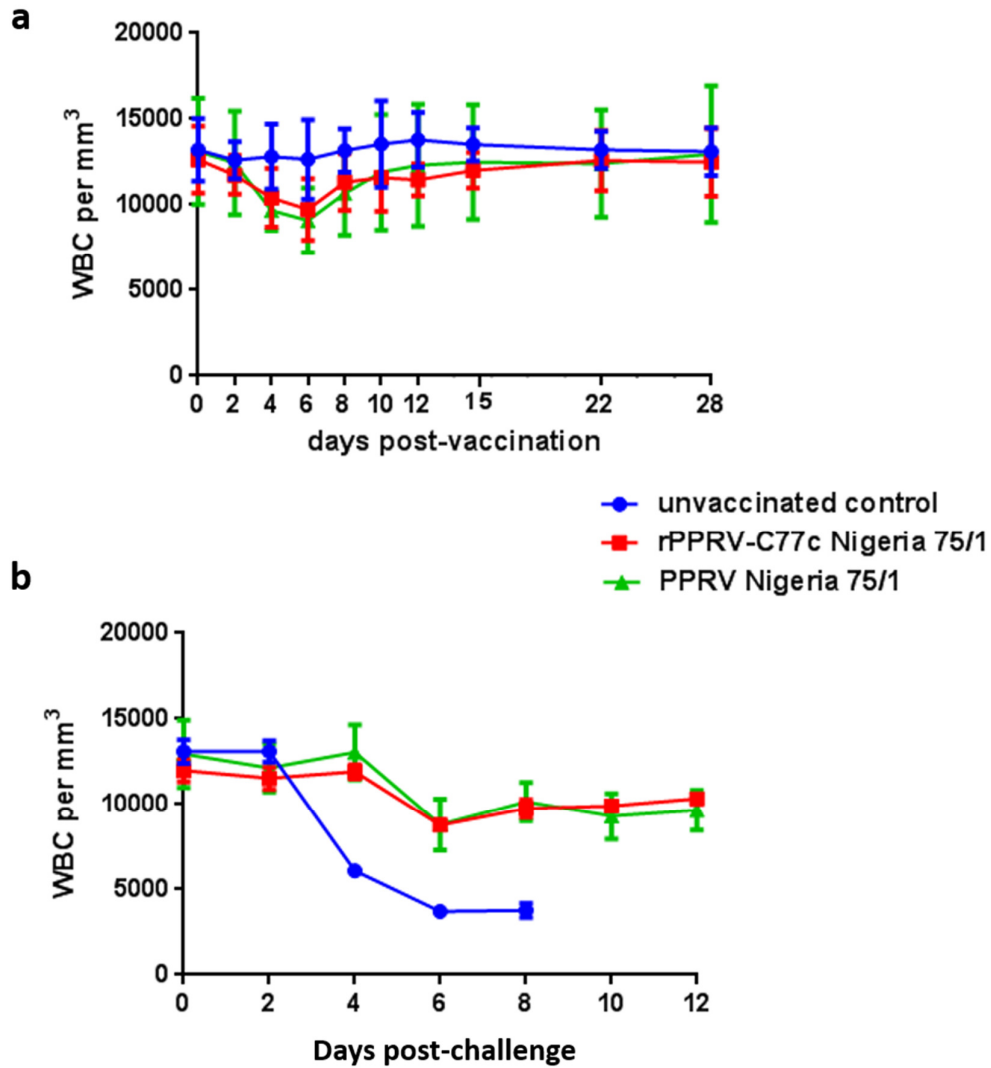 a
20000
15000
10000
5000
0
WBC per mm³
0 2 4 6 8 10 12 15 22 28
days post-vaccination
unvaccinated control
rPPRV-C77c Nigeria 75/1
PPRV Nigeria 75/1
b
20000
15000
10000
5000
0
WBC per mm³
0 2 4 6 8 10 12
Days post-challenge